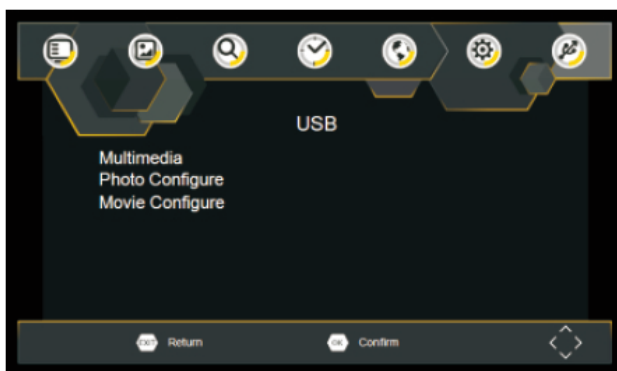 USB
Multimedia
Photo Configure
Movie Configure
EXIT Return OK Confirm